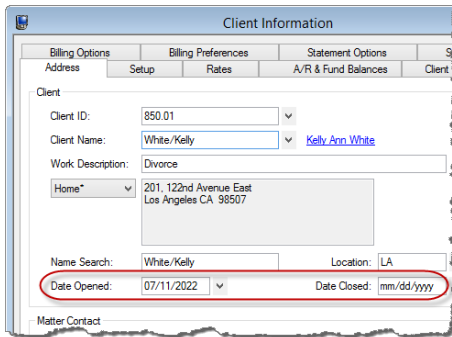 Client Information
Billing Options Billing Preferences Statement Options
Address Setup Rates A/R & Fund Balances Client
Client
Client ID: 850.01
Client Name: White/Kelly Kelly Ann White
Work Description: Divorce
Home* 201, 122nd Avenue East
Los Angeles CA 98507
Name Search: White/Kelly Location: LA
Date Opened: 07/11/2022 Date Closed: mm/dd/yyyy
Matter Contact